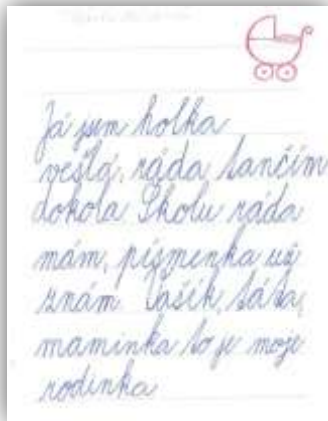 Já jsem holka
veslá, ráda tančím
dokola Školu ráda
mám, písmenka už
znám Vašík, táta,
maminka to je moje
rodinka